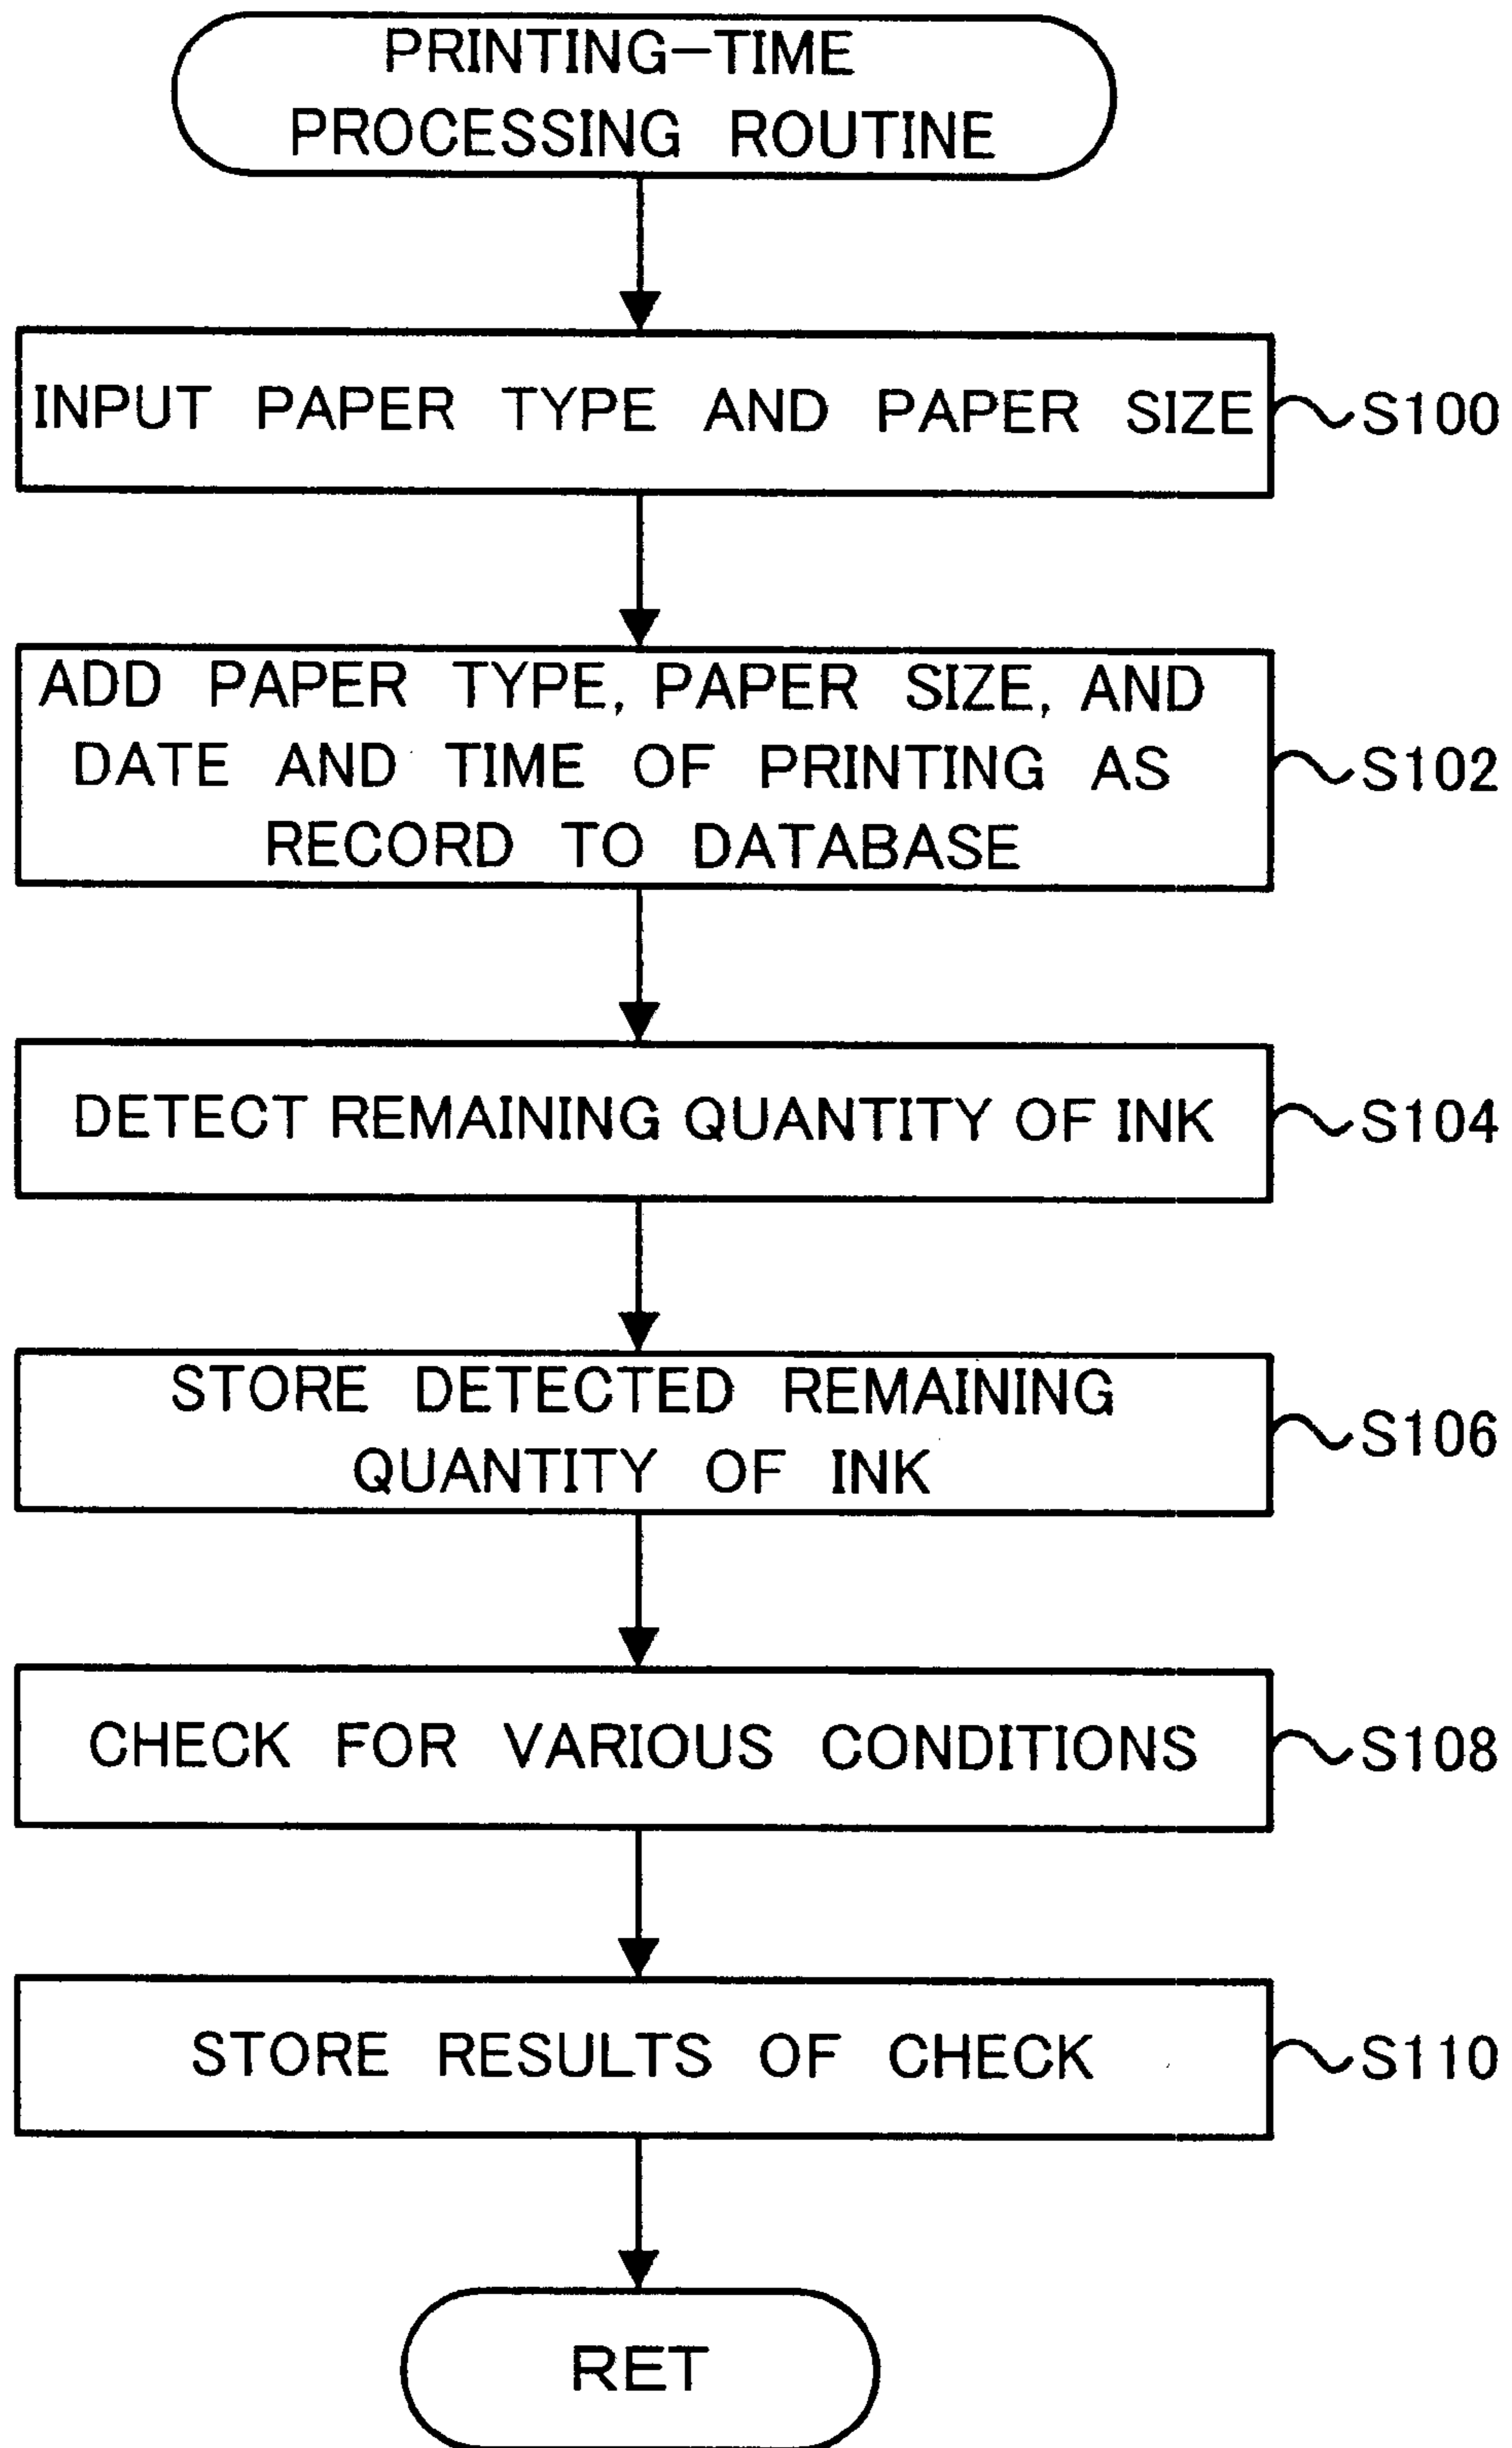 PRINTING-TIME
PROCESSING ROUTINE
INPUT PAPER TYPE AND PAPER SIZE
S100
ADD PAPER TYPE, PAPER SIZE, AND
DATE AND TIME OF PRINTING AS
RECORD TO DATABASE
S102
DETECT REMAINING QUANTITY OF INK
S104
STORE DETECTED REMAINING
QUANTITY OF INK
S106
CHECK FOR VARIOUS CONDITIONS
S108
STORE RESULTS OF CHECK
S110
RET